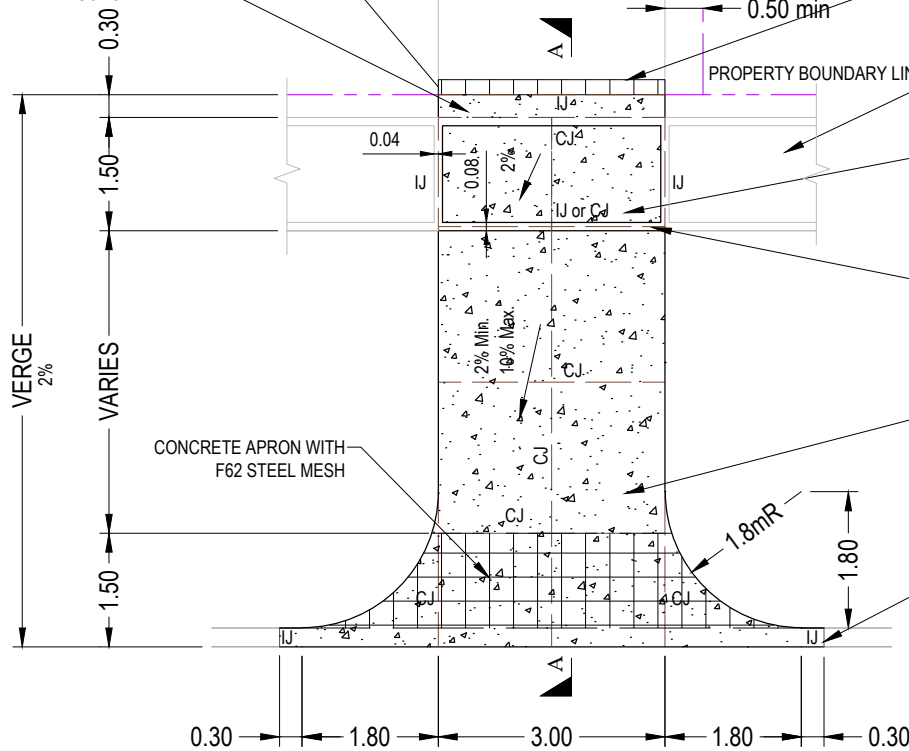 0.50 min
0.30
A
PROPERTY BOUNDARY LIN
IJ
0.04
CJ
1.50
IJ
0.08
2%
IJ
IJ or CJ
VERGE
2%
VARIES
2% Min.
10% Max.
CJ
CONCRETE APRON WITH
F62 STEEL MESH
CJ
CJ
1.8mR
1.80
1.50
CJ
CJ
IJ
IJ
A
0.30
1.80
3.00
1.80
0.30